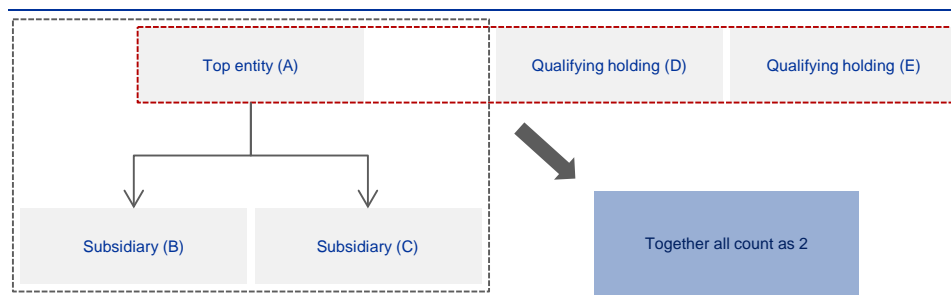 Top entity (A)
Qualifying holding (D)
Qualifying holding (E)
Subsidiary (B)
Subsidiary (C)
Together all count as 2